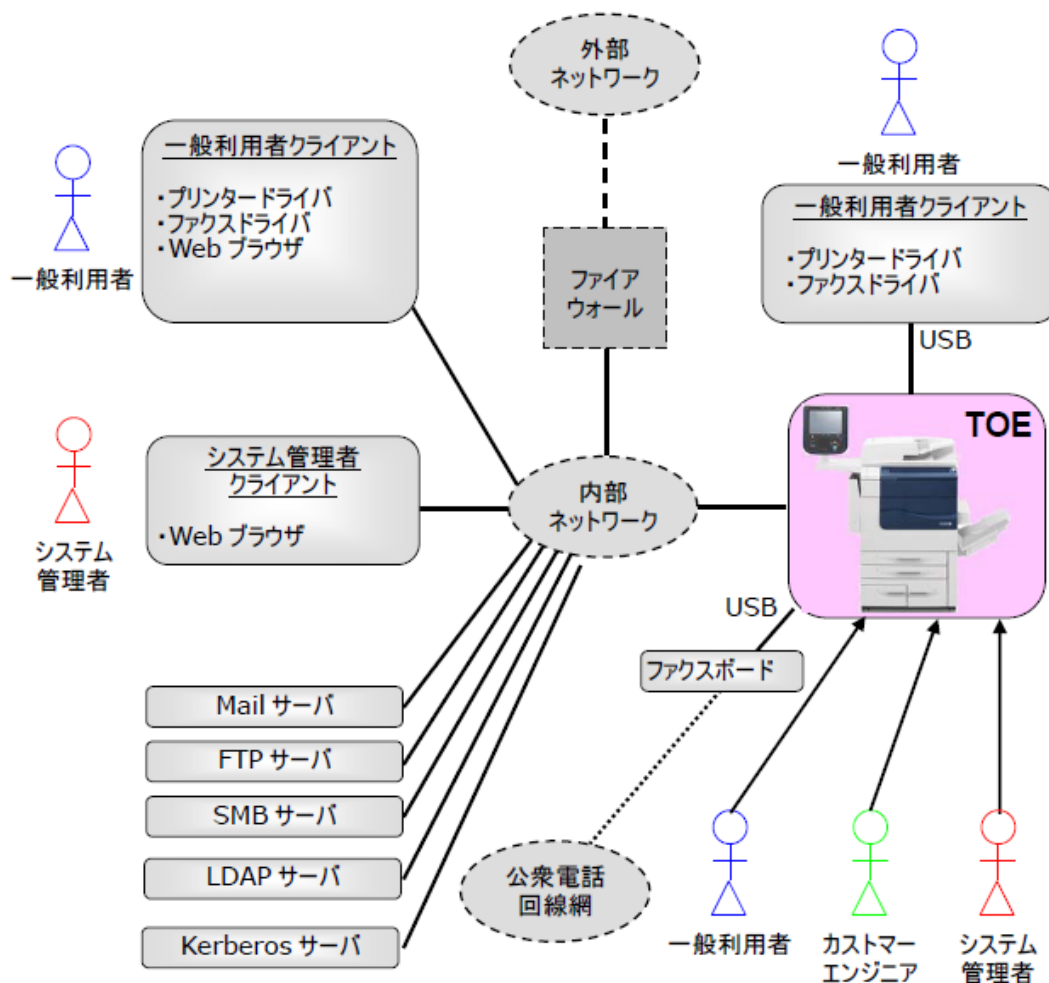 外部
ネットワーク
一般利用者
一般利用者クライアント
・プリンタードライバ
・ファクスドライバ
・Web ブラウザ
一般利用者
一般利用者クライアント
・プリンタードライバ
・ファクスドライバ
ファイア
ウォール
USB
TOE
システム管理者
クライアント
・Web ブラウザ
システム
管理者
内部
ネットワーク
USB
ファクスボード
Mail サーバ
FTP サーバ
SMB サーバ
LDAP サーバ
Kerberos サーバ
公衆電話
回線網
一般利用者
カストマー
エンジニア
システム
管理者